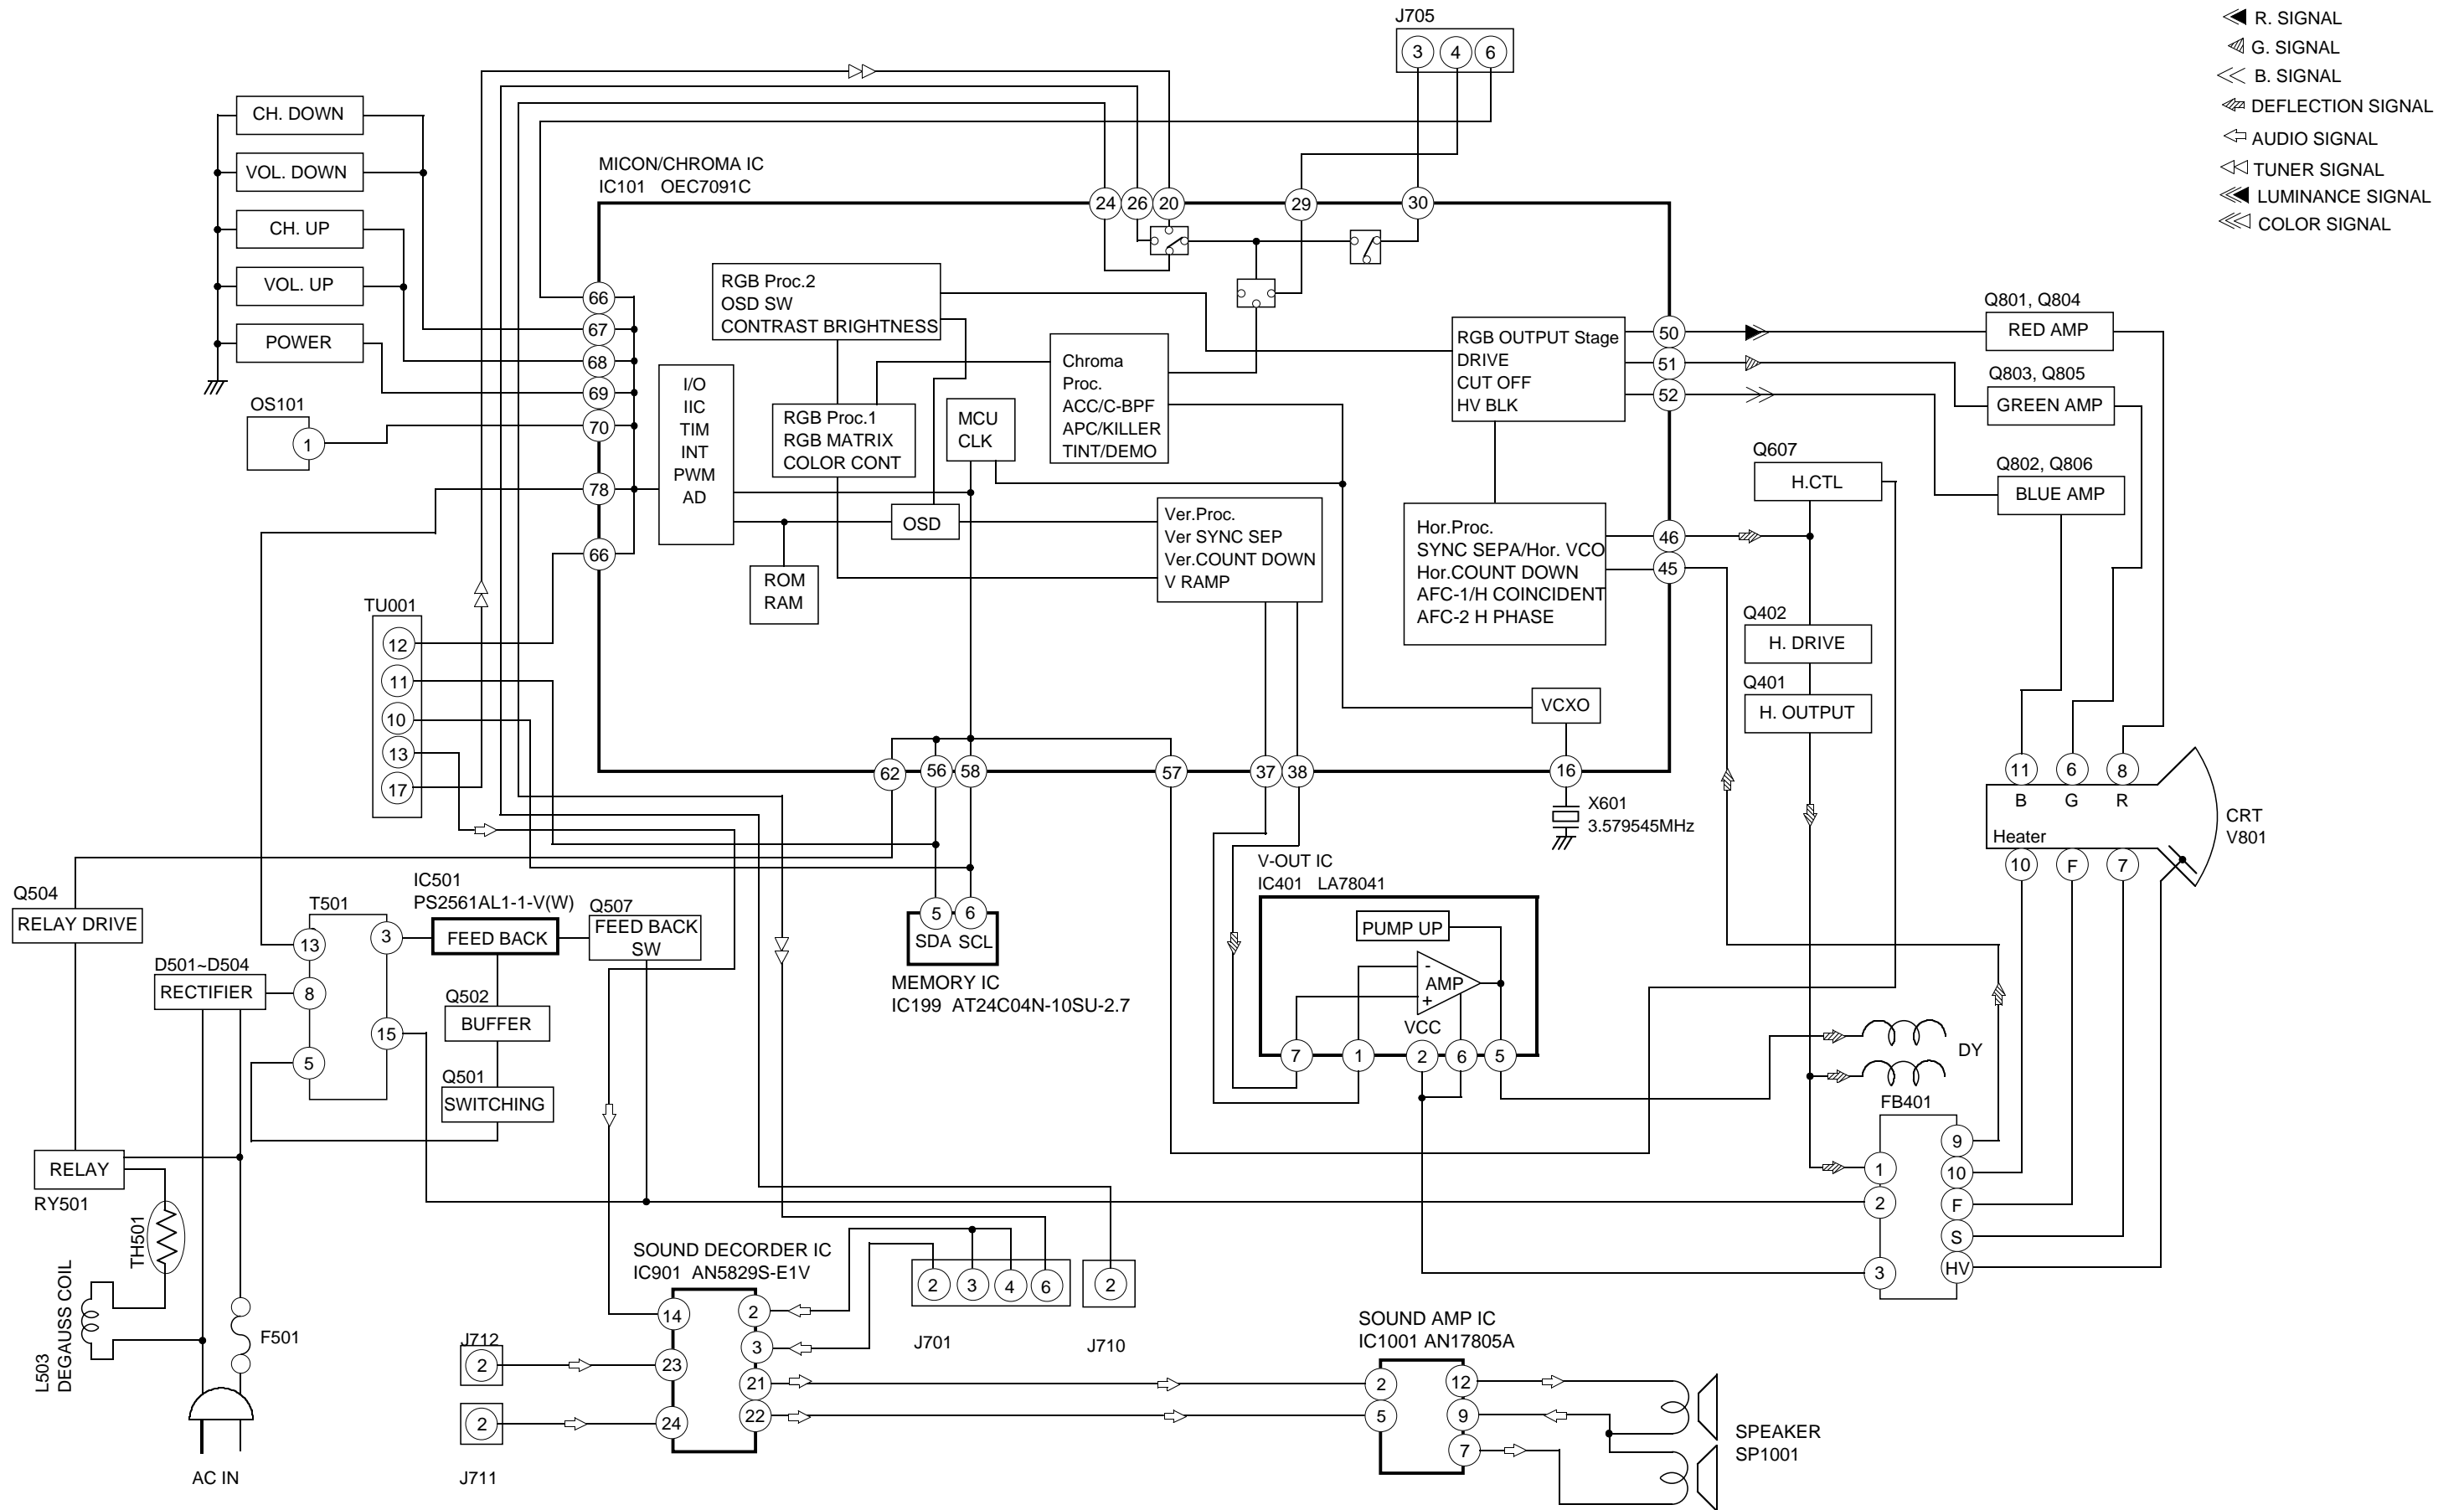 J705
3
4
6
R. SIGNAL
G. SIGNAL
B. SIGNAL
DEFLECTION SIGNAL
AUDIO SIGNAL
TUNER SIGNAL
LUMINANCE SIGNAL
COLOR SIGNAL
CH. DOWN
VOL. DOWN
CH. UP
VOL. UP
POWER
OS101
1
MICON/CHROMA IC
IC101 OEC7091C
24
26
20
29
30
66
67
68
69
70
78
66
I/O
IIC
TIM
INT
PWM
AD
RGB Proc.2
OSD SW
CONTRAST BRIGHTNESS
RGB Proc.1
RGB MATRIX
COLOR CONT
MCU
CLK
Chroma
Proc.
ACC/C-BPF
APC/KILLER
TINT/DEMO
OSD
ROM
RAM
Ver.Proc.
Ver SYNC SEP
Ver.COUNT DOWN
V RAMP
RGB OUTPUT Stage
DRIVE
CUT OFF
HV BLK
Hor.Proc.
SYNC SEPA/Hor. VCO
Hor.COUNT DOWN
AFC-1/H COINCIDENT
AFC-2 H PHASE
VCXO
50
51
52
46
45
62
56
58
57
37
38
16
X601
3.579545MHz
Q801, Q804
RED AMP
Q803, Q805
GREEN AMP
Q802, Q806
BLUE AMP
Q607
H.CTL
Q402
H. DRIVE
Q401
H. OUTPUT
11
6
8
B
G
R
Heater
10
F
7
CRT
V801
TU001
12
11
10
13
17
Q504
RELAY DRIVE
T501
13
8
5
3
15
IC501
PS2561AL1-1-V(W)
FEED BACK
Q507
FEED BACK
SW
D501~D504
RECTIFIER
Q502
BUFFER
Q501
SWITCHING
5
6
SDA
SCL
MEMORY IC
IC199 AT24C04N-10SU-2.7
V-OUT IC
IC401 LA78041
PUMP UP
-
AMP
+
VCC
7
1
2
6
5
DY
FB401
1
2
3
9
10
F
S
HV
RELAY
RY501
TH501
L503
DEGAUSS COIL
F501
AC IN
SOUND DECORDER IC
IC901 AN5829S-E1V
14
23
24
2
3
21
22
2
3
4
6
J701
2
J710
J712
2
2
J711
SOUND AMP IC
IC1001 AN17805A
2
5
12
9
7
SPEAKER
SP1001